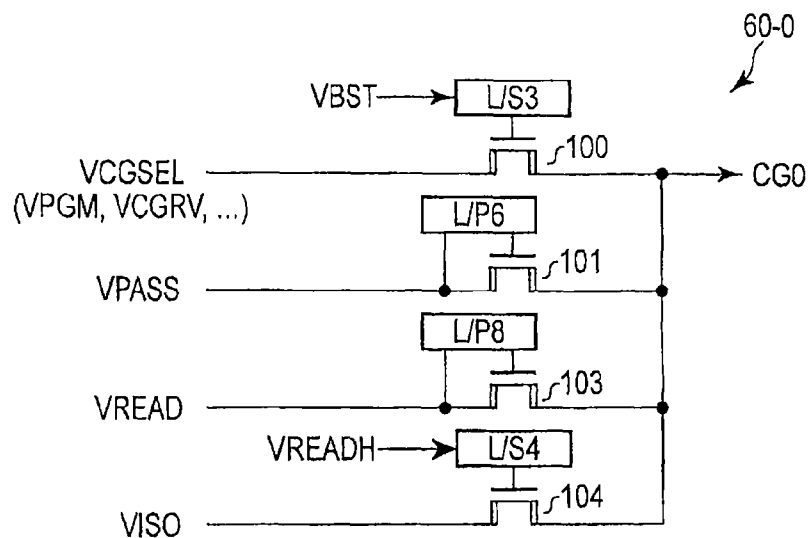 60-0
VBST
L/S3
100
VCGSEL
(VPGM, VCGRV, ...)
CG0
L/P6
101
VPASS
L/P8
103
VREAD
VREADH
L/S4
104
VISO